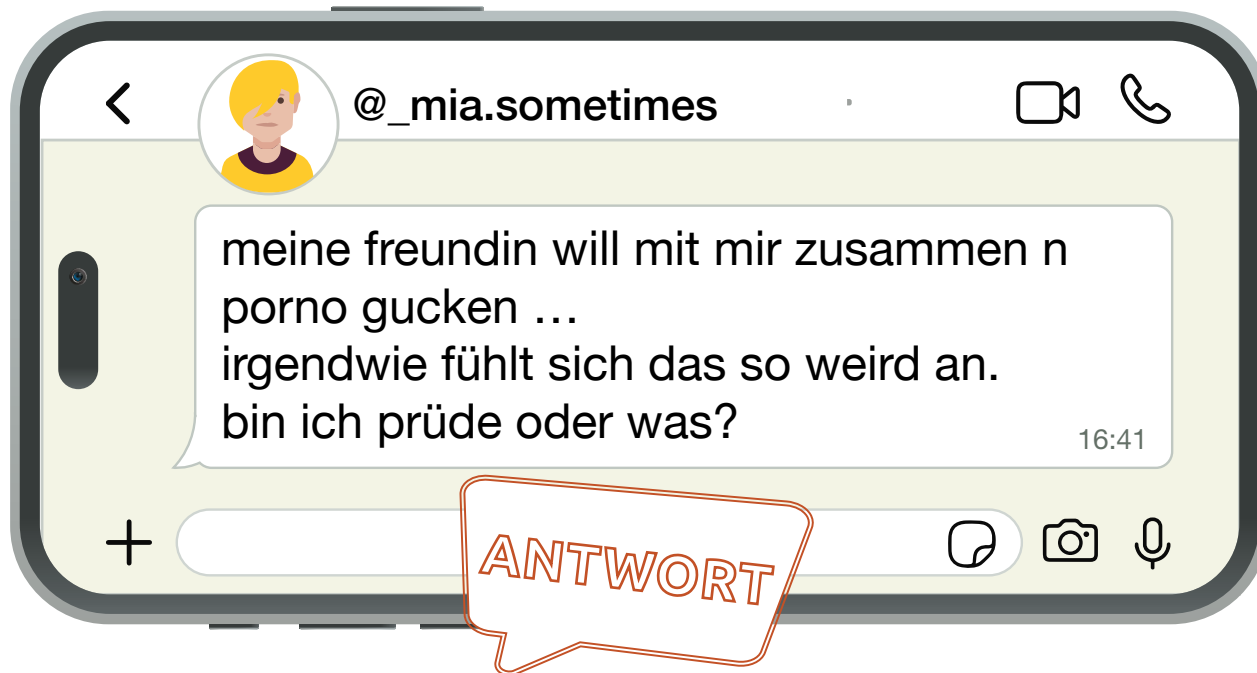 @_mia.sometimes
meine freundin will mit mir zusammen n
porno gucken …
irgendwie fühlt sich das so weird an.
bin ich prüde oder was?
16:41
ANTWORT